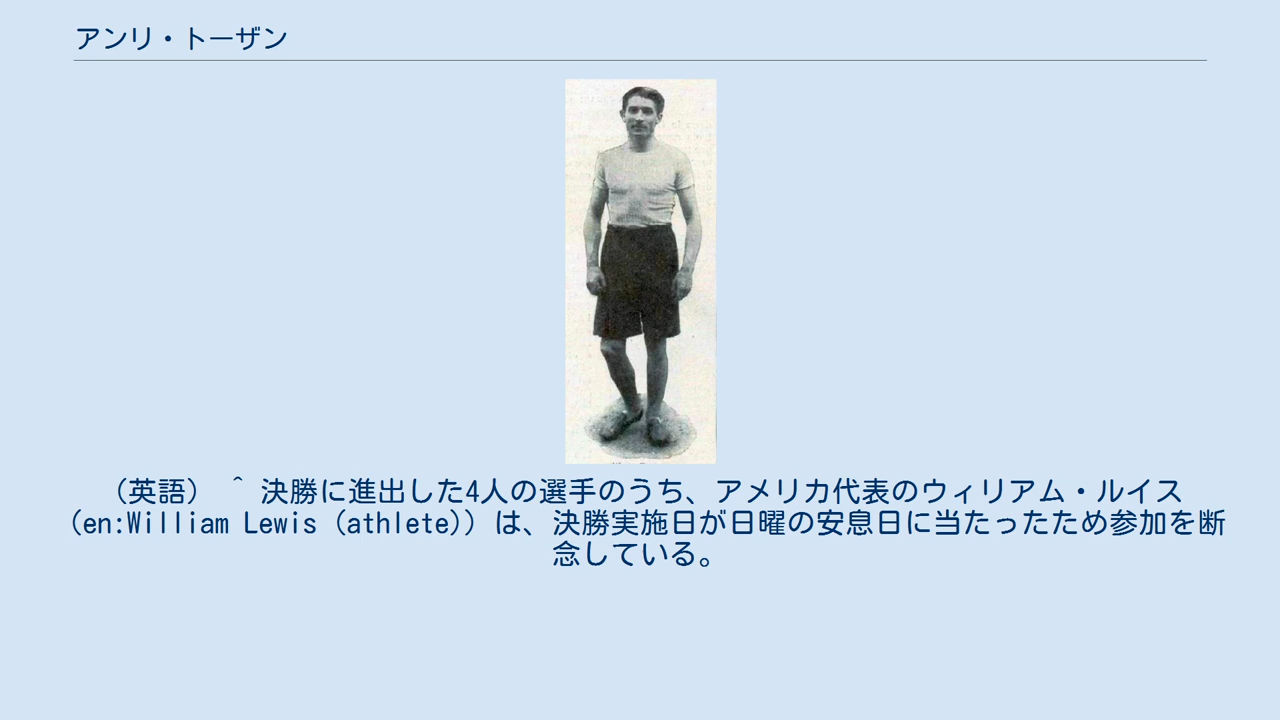 アンリ・トーザン
（英語） ^ 決勝に進出した4人の選手のうち、アメリカ代表のウィリアム・ルイス
(en:William Lewis (athlete)) は、決勝実施日が日曜の安息日に当たったため参加を断
念している。